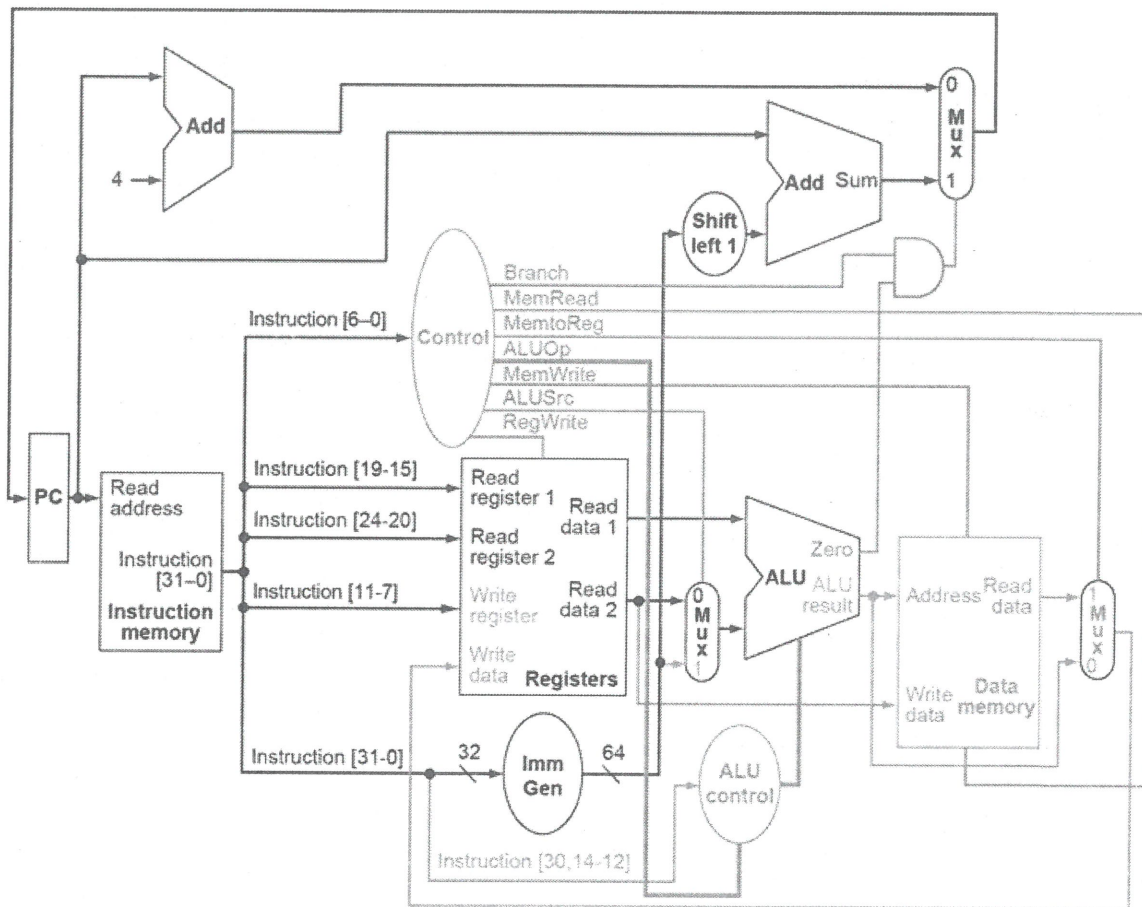 Add
4
0
Mux
1
Add Sum
Shift
left 1
Branch
MemRead
Instruction [6–0]
MemtoReg
Control
ALUOp
MemWrite
ALUSrc
RegWrite
PC
Read
address
Instruction
[31–0]
Instruction
memory
Instruction [19-15]
Instruction [24-20]
Instruction [11-7]
Read
register 1
Read
register 2
Write
register
Write
data
Read
data 1
Read
data 2
Registers
0
Mux
1
Zero
ALU
ALU
result
Address
Read
data
Write
data
Data
memory
1
Mux
0
Instruction [31-0]
32
Imm
Gen
64
ALU
control
Instruction [30,14-12]